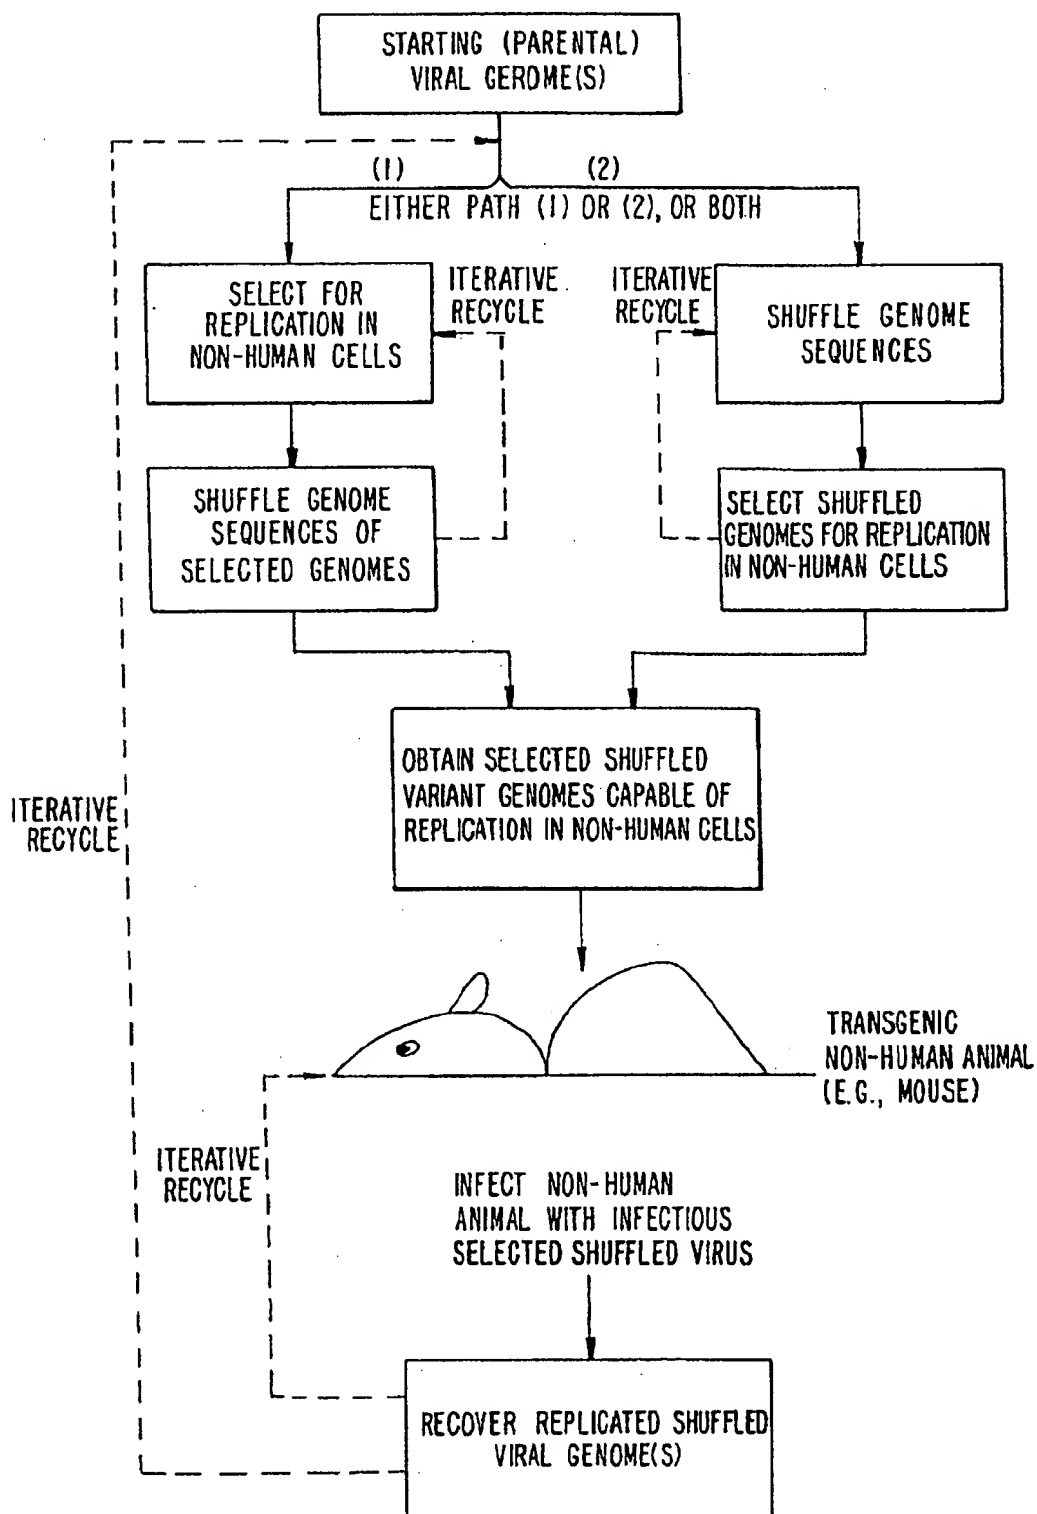 STARTING (PARENTAL)
VIRAL GERDME(S)
(1)
(2)
EITHER PATH (1) OR (2), OR BOTH
SELECT FOR
REPLICATION IN
NON-HUMAN CELLS
ITERATIVE
RECYCLE
ITERATIVE
RECYCLE
SHUFFLE GENOME
SEQUENCES
SHUFFLE GENOME
SEQUENCES OF
SELECTED GENOMES
SELECT SHUFFLED
GENOMES FOR REPLICATION
IN NON-HUMAN CELLS
OBTAIN SELECTED SHUFFLED
VARIANT GENOMES CAPABLE OF
REPLICATION IN NON-HUMAN CELLS
ITERATIVE
RECYCLE
TRANSGENIC
NON-HUMAN ANIMAL
(E.G., MOUSE)
ITERATIVE
RECYCLE
INFECT NON-HUMAN
ANIMAL WITH INFECTIOUS
SELECTED SHUFFLED VIRUS
RECOVER REPLICATED SHUFFLED
VIRAL GENOME(S)